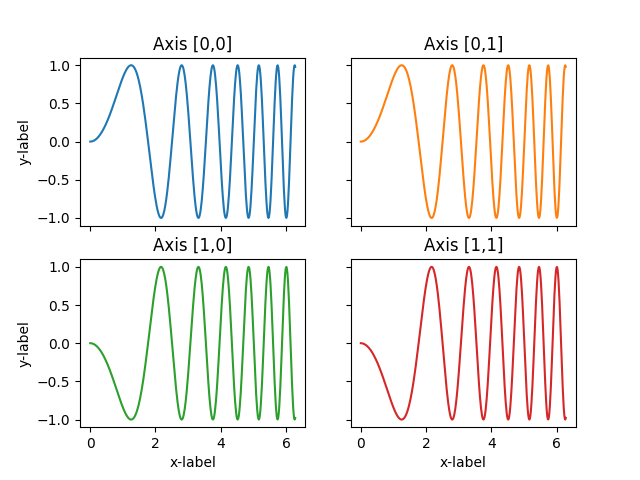 Axis [0,0]
Axis [0,1]
1.0
0.5
0.0
−0.5
−1.0
y-label
Axis [1,0]
Axis [1,1]
1.0
0.5
0.0
−0.5
−1.0
y-label
0 2 4 6
0 2 4 6
x-label
x-label